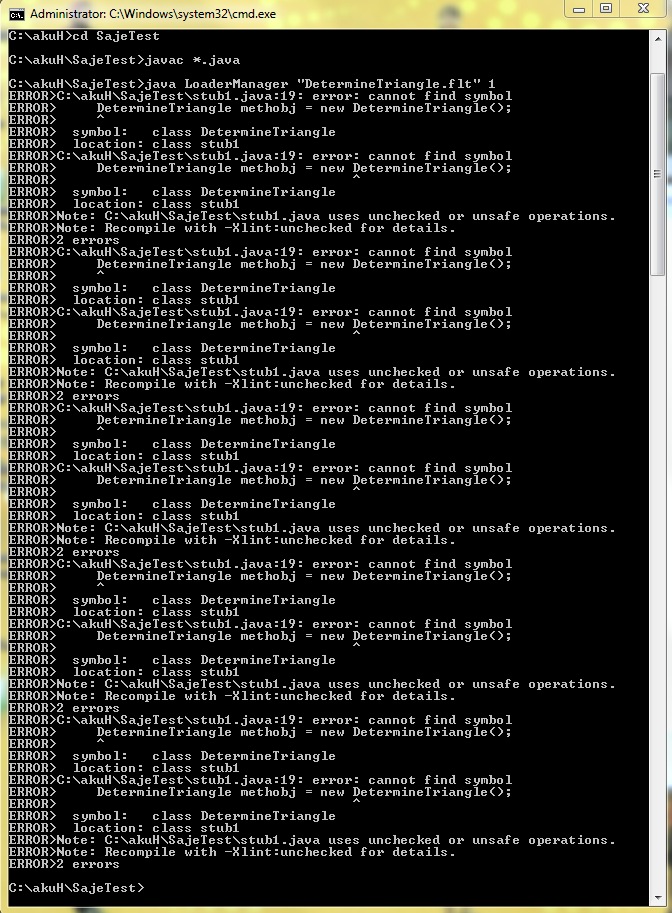 Administrator: C:\Windows\system32\cmd.exe
C:\akuH>cd SajeTest
C:\akuH\SajeTest>javac *.java
C:\akuH\SajeTest>java LoaderManager "DetermineTriangle.flt" 1
ERROR>C:\akuH\SajeTest\stub1.java:19: error: cannot find symbol
ERROR>     DetermineTriangle methobj = new DetermineTriangle();
ERROR>     ^
ERROR>  symbol:   class DetermineTriangle
ERROR>  location: class stub1
ERROR>C:\akuH\SajeTest\stub1.java:19: error: cannot find symbol
ERROR>     DetermineTriangle methobj = new DetermineTriangle();
ERROR>                                     ^
ERROR>  symbol:   class DetermineTriangle
ERROR>  location: class stub1
ERROR>Note: C:\akuH\SajeTest\stub1.java uses unchecked or unsafe operations.
ERROR>Note: Recompile with -Xlint:unchecked for details.
ERROR>2 errors
ERROR>C:\akuH\SajeTest\stub1.java:19: error: cannot find symbol
ERROR>     DetermineTriangle methobj = new DetermineTriangle();
ERROR>     ^
ERROR>  symbol:   class DetermineTriangle
ERROR>  location: class stub1
ERROR>C:\akuH\SajeTest\stub1.java:19: error: cannot find symbol
ERROR>     DetermineTriangle methobj = new DetermineTriangle();
ERROR>                                     ^
ERROR>  symbol:   class DetermineTriangle
ERROR>  location: class stub1
ERROR>Note: C:\akuH\SajeTest\stub1.java uses unchecked or unsafe operations.
ERROR>Note: Recompile with -Xlint:unchecked for details.
ERROR>2 errors
ERROR>C:\akuH\SajeTest\stub1.java:19: error: cannot find symbol
ERROR>     DetermineTriangle methobj = new DetermineTriangle();
ERROR>     ^
ERROR>  symbol:   class DetermineTriangle
ERROR>  location: class stub1
ERROR>C:\akuH\SajeTest\stub1.java:19: error: cannot find symbol
ERROR>     DetermineTriangle methobj = new DetermineTriangle();
ERROR>                                     ^
ERROR>  symbol:   class DetermineTriangle
ERROR>  location: class stub1
ERROR>Note: C:\akuH\SajeTest\stub1.java uses unchecked or unsafe operations.
ERROR>Note: Recompile with -Xlint:unchecked for details.
ERROR>2 errors
ERROR>C:\akuH\SajeTest\stub1.java:19: error: cannot find symbol
ERROR>     DetermineTriangle methobj = new DetermineTriangle();
ERROR>     ^
ERROR>  symbol:   class DetermineTriangle
ERROR>  location: class stub1
ERROR>C:\akuH\SajeTest\stub1.java:19: error: cannot find symbol
ERROR>     DetermineTriangle methobj = new DetermineTriangle();
ERROR>                                     ^
ERROR>  symbol:   class DetermineTriangle
ERROR>  location: class stub1
ERROR>Note: C:\akuH\SajeTest\stub1.java uses unchecked or unsafe operations.
ERROR>Note: Recompile with -Xlint:unchecked for details.
ERROR>2 errors
ERROR>C:\akuH\SajeTest\stub1.java:19: error: cannot find symbol
ERROR>     DetermineTriangle methobj = new DetermineTriangle();
ERROR>     ^
ERROR>  symbol:   class DetermineTriangle
ERROR>  location: class stub1
ERROR>C:\akuH\SajeTest\stub1.java:19: error: cannot find symbol
ERROR>     DetermineTriangle methobj = new DetermineTriangle();
ERROR>                                     ^
ERROR>  symbol:   class DetermineTriangle
ERROR>  location: class stub1
ERROR>Note: C:\akuH\SajeTest\stub1.java uses unchecked or unsafe operations.
ERROR>Note: Recompile with -Xlint:unchecked for details.
ERROR>2 errors
C:\akuH\SajeTest>